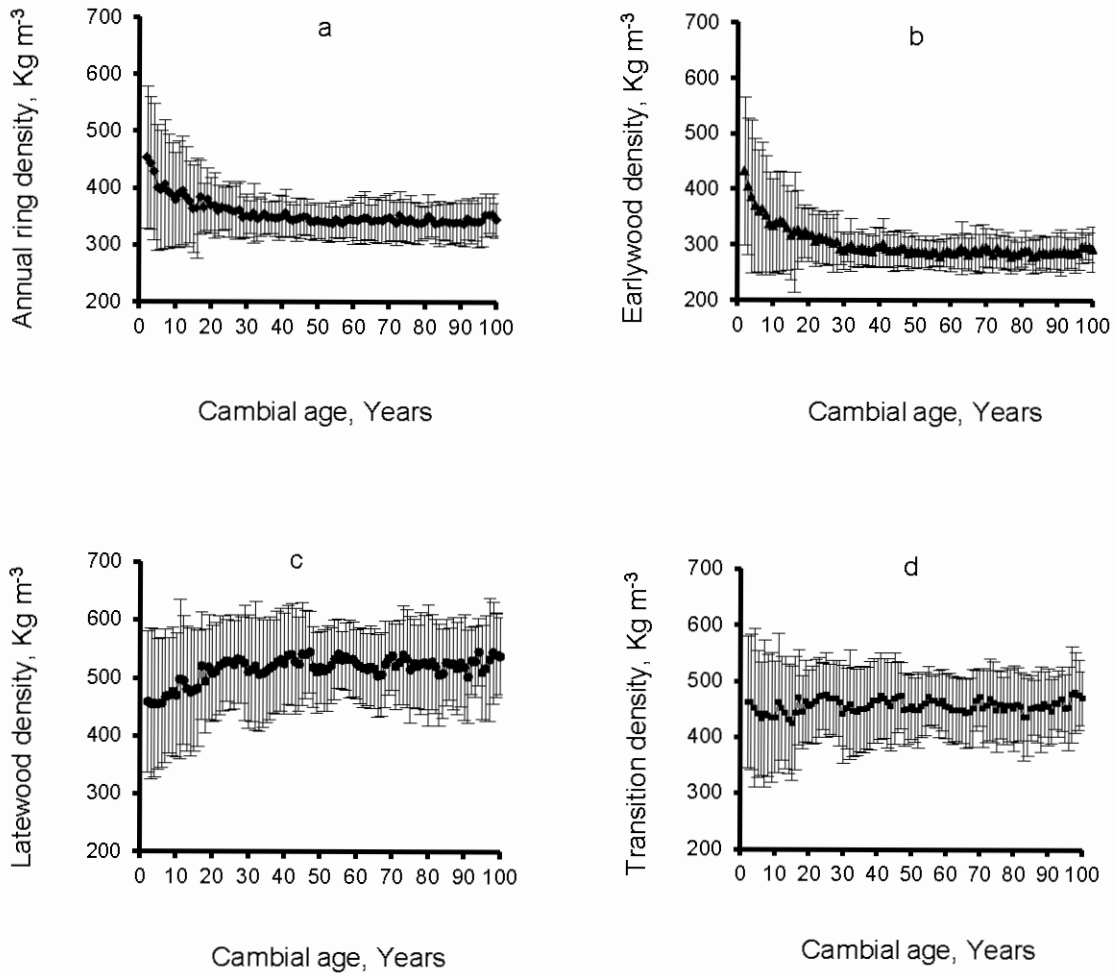 a
Annual ring density, Kg m-3
700
600
500
400
300
200
0 10 20 30 40 50 60 70 80 90 100
Cambial age, Years
b
Earlywood density, Kg m-3
700
600
500
400
300
200
0 10 20 30 40 50 60 70 80 90 100
Cambial age, Years
c
Latewood density, Kg m-3
700
600
500
400
300
200
0 10 20 30 40 50 60 70 80 90 100
Cambial age, Years
d
Transition density, Kg m-3
700
600
500
400
300
200
0 10 20 30 40 50 60 70 80 90 100
Cambial age, Years